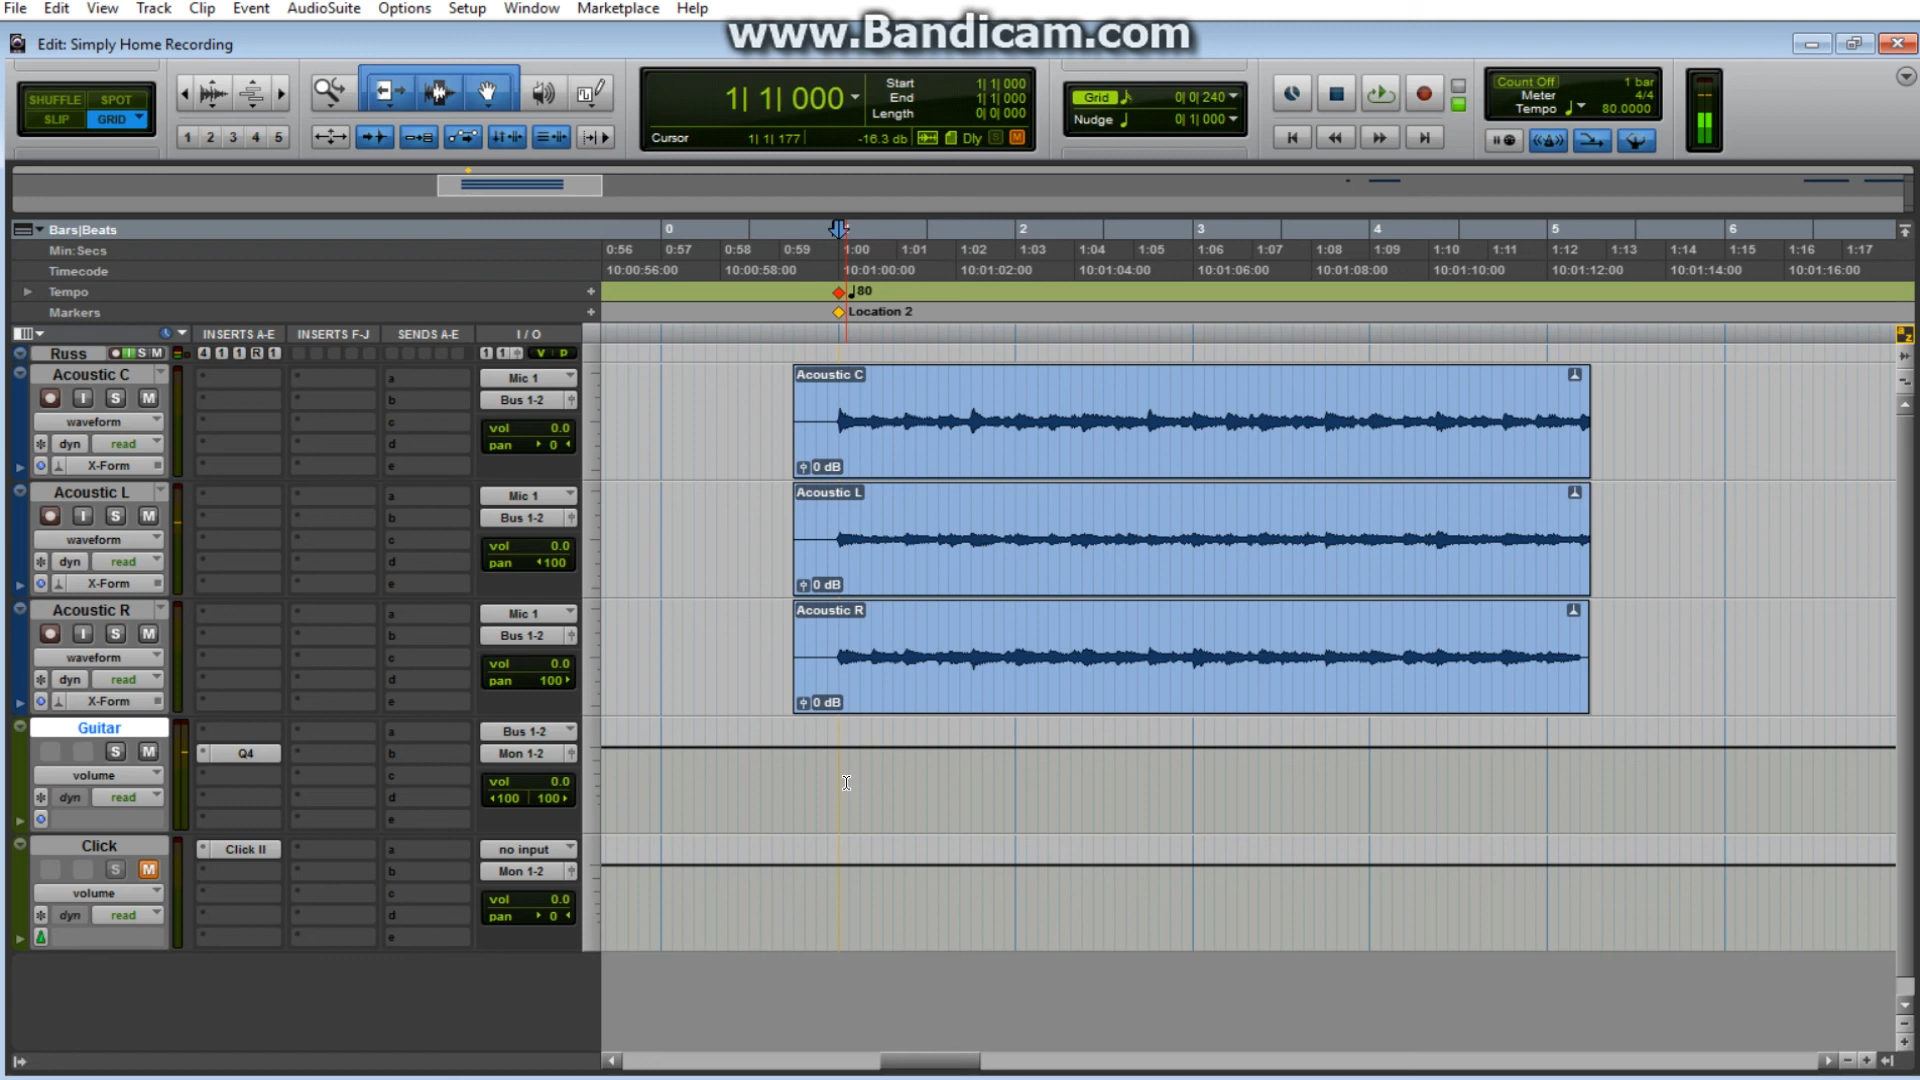 File Edit View Track Clip Event AudioSuite Options Setup Window Marketplace Help
www.Bandicam.com
Edit: Simply Home Recording
SHUFFLE SPOT
SLIP GRID
1 2 3 4 5
1| 1| 000
Start 1| 1| 000
End 1| 1| 000
Length 0| 0| 000
Cursor 1| 1| 177 -16.3 db Dly S M
Grid 0| 0| 240
Nudge 0| 1| 000
Count Off 1 bar
Meter 4/4
Tempo 80.0000
Bars|Beats 0 1 2 3 4 5 6
Min:Secs 0:56 0:57 0:58 0:59 1:00 1:01 1:02 1:03 1:04 1:05 1:06 1:07 1:08 1:09 1:10 1:11 1:12 1:13 1:14 1:15 1:16 1:17
Timecode 10:00:56:00 10:00:58:00 10:01:00:00 10:01:02:00 10:01:04:00 10:01:06:00 10:01:08:00 10:01:10:00 10:01:12:00 10:01:14:00 10:01:16:00
Tempo + 80
Markers + Location 2
INSERTS A-E INSERTS F-J SENDS A-E I / O
Russ I S M 4 1 1 R 1 1 1 V P
Acoustic C a Mic 1 Acoustic C
I S M b Bus 1-2
waveform c vol 0.0
dyn read d pan 0
X-Form e 0 dB
Acoustic L a Mic 1 Acoustic L
I S M b Bus 1-2
waveform c vol 0.0
dyn read d pan 100
X-Form e 0 dB
Acoustic R a Mic 1 Acoustic R
I S M b Bus 1-2
waveform c vol 0.0
dyn read d pan 100
X-Form e 0 dB
Guitar a Bus 1-2
S M Q4 b Mon 1-2
volume c vol 0.0
dyn read d 100 100
e
Click Click II a no input
S M b Mon 1-2
volume c vol 0.0
dyn read d pan 0
e